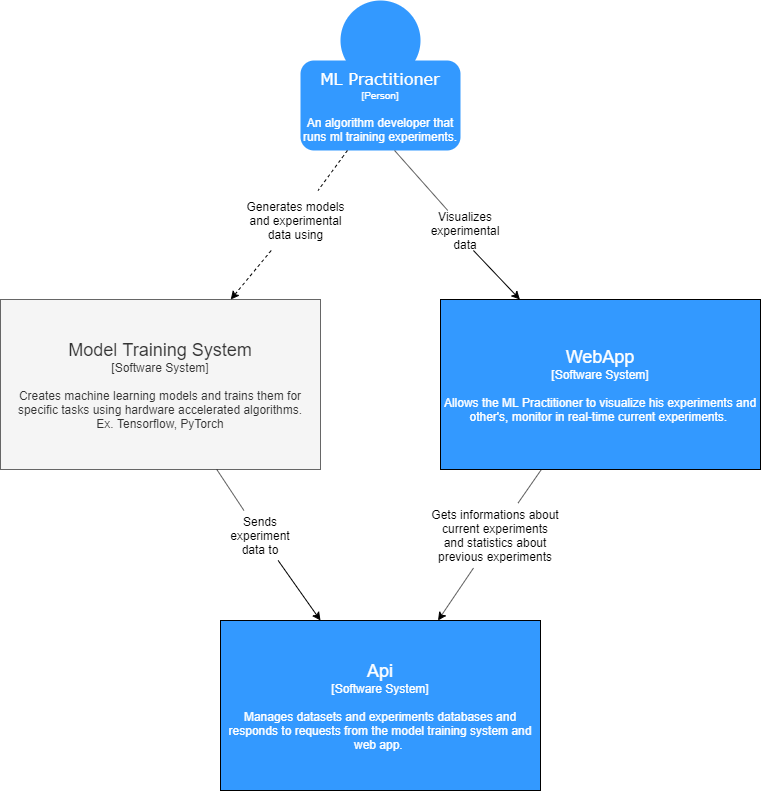 ML Practitioner
[Person]
An algorithm developer that
runs ml training experiments.
Generates models
and experimental
data using
Visualizes
experimental
data
Model Training System
[Software System]
Creates machine learning models and trains them for
specific tasks using hardware accelerated algorithms.
Ex. Tensorflow, PyTorch
WebApp
[Software System]
Allows the ML Practitioner to visualize his experiments and
other's, monitor in real-time current experiments.
Sends
experiment
data to
Gets informations about
current experiments
and statistics about
previous experiments
Api
[Software System]
Manages datasets and experiments databases and
responds to requests from the model training system and
web app.